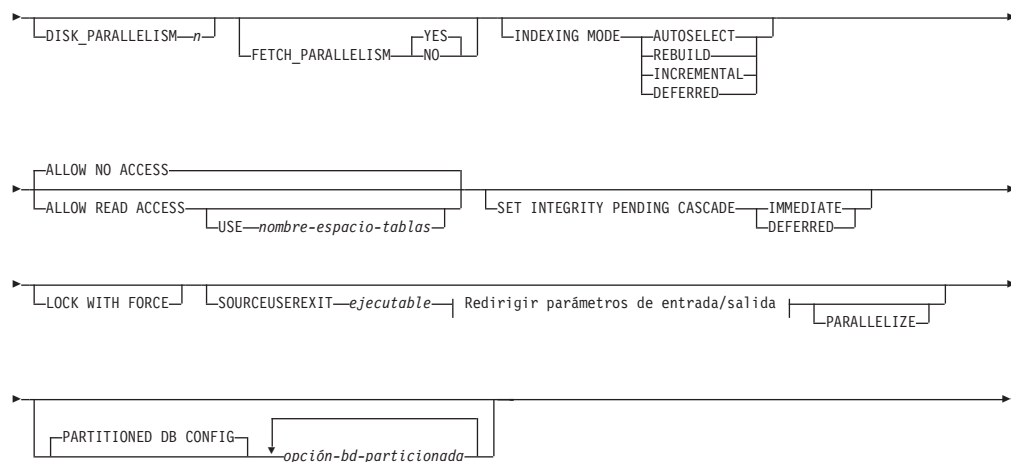 DISK_PARALLELISM n
FETCH_PARALLELISM YES
NO
INDEXING MODE AUTOSELECT
REBUILD
INCREMENTAL
DEFERRED
ALLOW NO ACCESS
ALLOW READ ACCESS
USE nombre-espacio-tablas
SET INTEGRITY PENDING CASCADE IMMEDIATE
DEFERRED
LOCK WITH FORCE
SOURCEUSEREXIT ejecutable Redirigir parámetros de entrada/salida
PARALLELIZE
PARTITIONED DB CONFIG
opción-bd-particionada